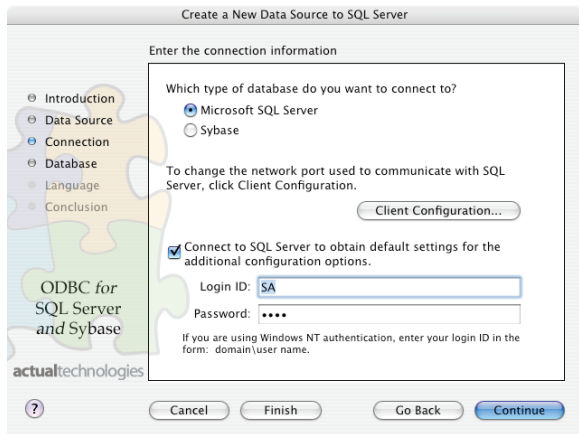 Create a New Data Source to SQL Server
Enter the connection information
Introduction
Data Source
Connection
Database
Language
Conclusion
ODBC for
SQL Server
and Sybase
actualtechnologies
Which type of database do you want to connect to?
Microsoft SQL Server
Sybase
To change the network port used to communicate with SQL
Server, click Client Configuration.
Client Configuration...
Connect to SQL Server to obtain default settings for the
additional configuration options.
Login ID: SA
Password: ••••
If you are using Windows NT authentication, enter your login ID in the
form: domain\user name.
?
Cancel
Finish
Go Back
Continue